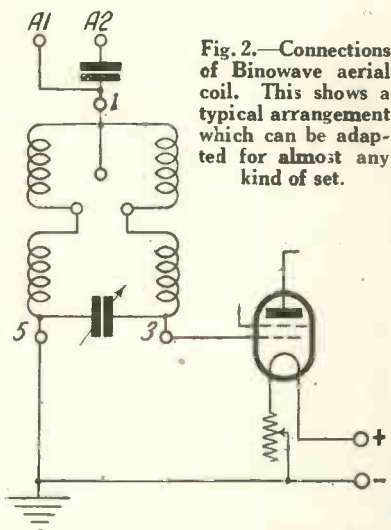 A1 A2
Fig. 2.—Connections
of Binowave aerial
coil. This shows a
typical arrangement
which can be adap-
ted for almost any
kind of set.
1
5 3
+
-